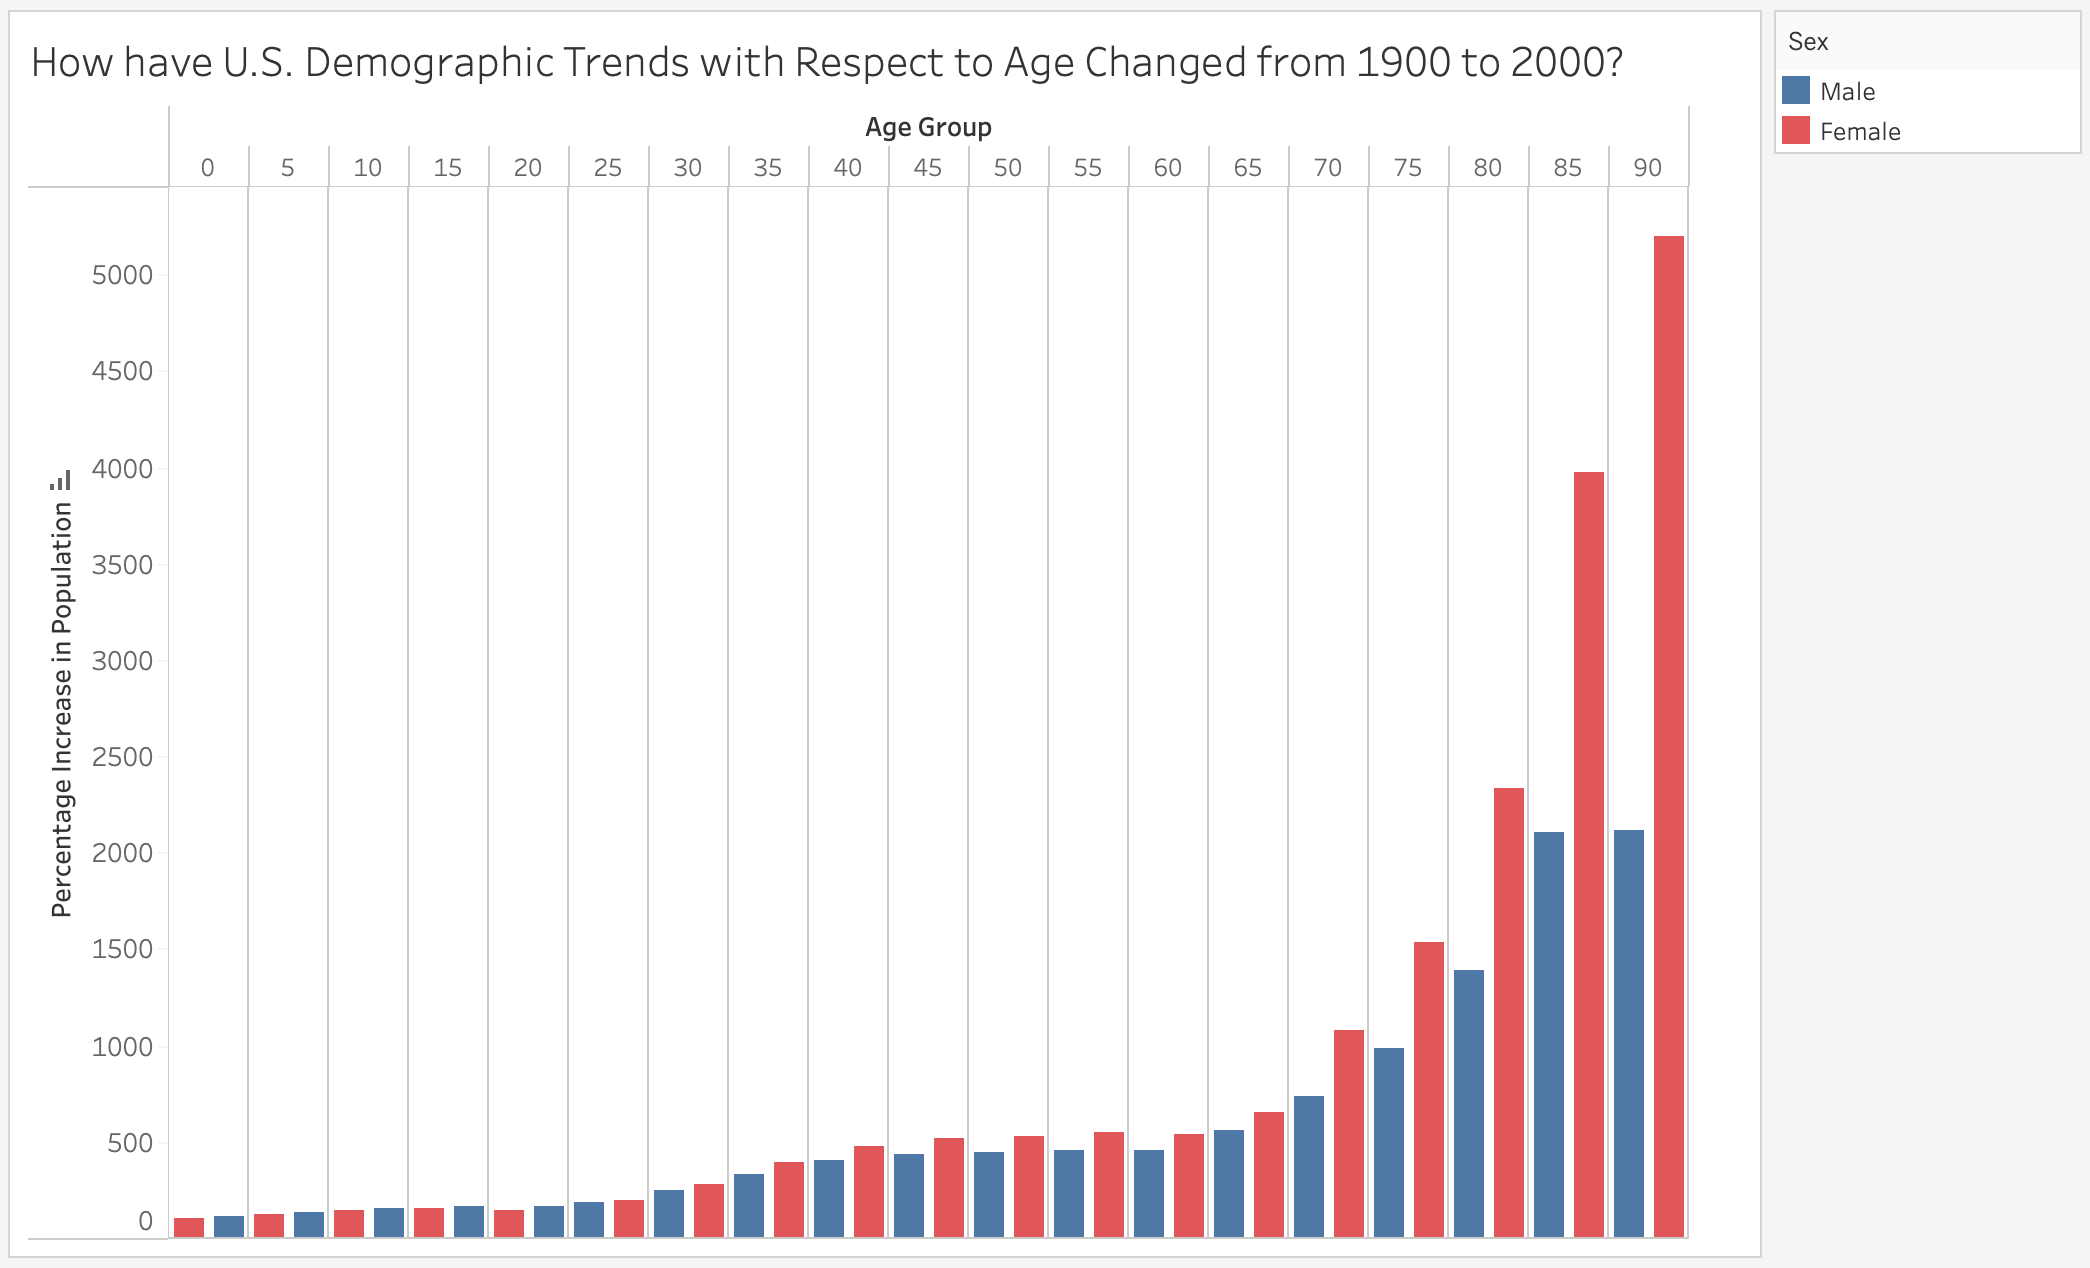 How have U.S. Demographic Trends with Respect to Age Changed from 1900 to 2000?
Age Group
0 5 10 15 20 25 30 35 40 45 50 55 60 65 70 75 80 85 90
5000
4500
4000
3500
3000
2500
2000
1500
1000
500
0
Percentage Increase in Population
Sex
Male
Female